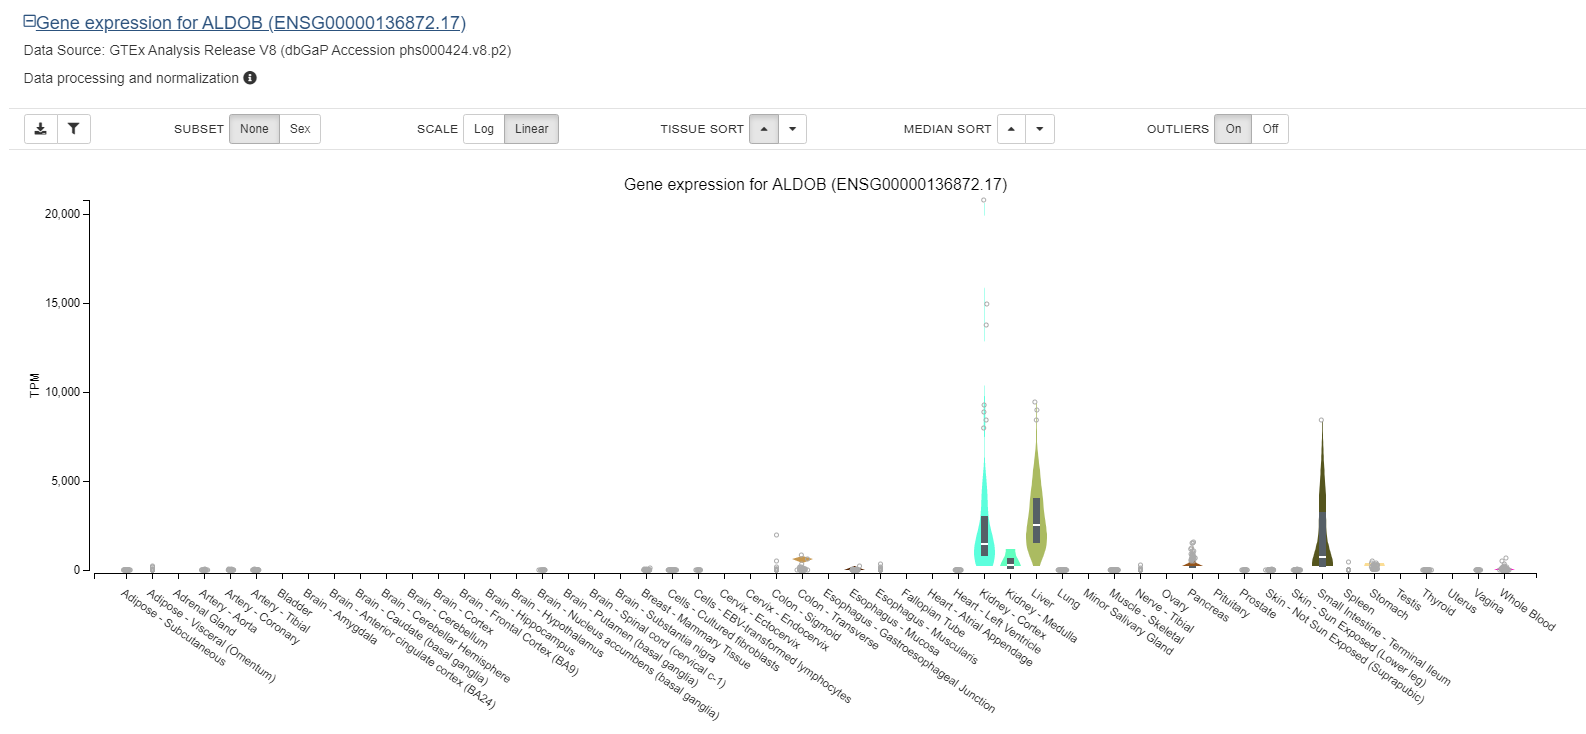 Gene expression for ALDOB (ENSG00000136872.17)
Data Source: GTEx Analysis Release V8 (dbGaP Accession phs000424.v8.p2)
Data processing and normalization
SUBSET None Sex SCALE Log Linear TISSUE SORT MEDIAN SORT OUTLIERS On Off
Gene expression for ALDOB (ENSG00000136872.17)
TPM
20,000
15,000
10,000
5,000
0
Adipose - Subcutaneous
Adipose - Visceral (Omentum)
Adrenal Gland
Artery - Aorta
Artery - Coronary
Artery - Tibial
Bladder
Brain - Amygdala
Brain - Anterior cingulate cortex (BA24)
Brain - Caudate (basal ganglia)
Brain - Cerebellar Hemisphere
Brain - Cerebellum
Brain - Cortex
Brain - Frontal Cortex (BA9)
Brain - Hippocampus
Brain - Hypothalamus
Brain - Nucleus accumbens (basal ganglia)
Brain - Putamen (basal ganglia)
Brain - Spinal cord (cervical c-1)
Brain - Substantia nigra
Breast - Mammary Tissue
Cells - Cultured fibroblasts
Cells - EBV-transformed lymphocytes
Cervix - Ectocervix
Cervix - Endocervix
Colon - Sigmoid
Colon - Transverse
Esophagus - Gastroesophageal Junction
Esophagus - Mucosa
Esophagus - Muscularis
Fallopian Tube
Heart - Atrial Appendage
Heart - Left Ventricle
Kidney - Cortex
Kidney - Medulla
Liver
Lung
Minor Salivary Gland
Muscle - Skeletal
Nerve - Tibial
Ovary
Pancreas
Pituitary
Prostate
Skin - Not Sun Exposed (Suprapubic)
Skin - Sun Exposed (Lower leg)
Small Intestine - Terminal Ileum
Spleen
Stomach
Testis
Thyroid
Uterus
Vagina
Whole Blood